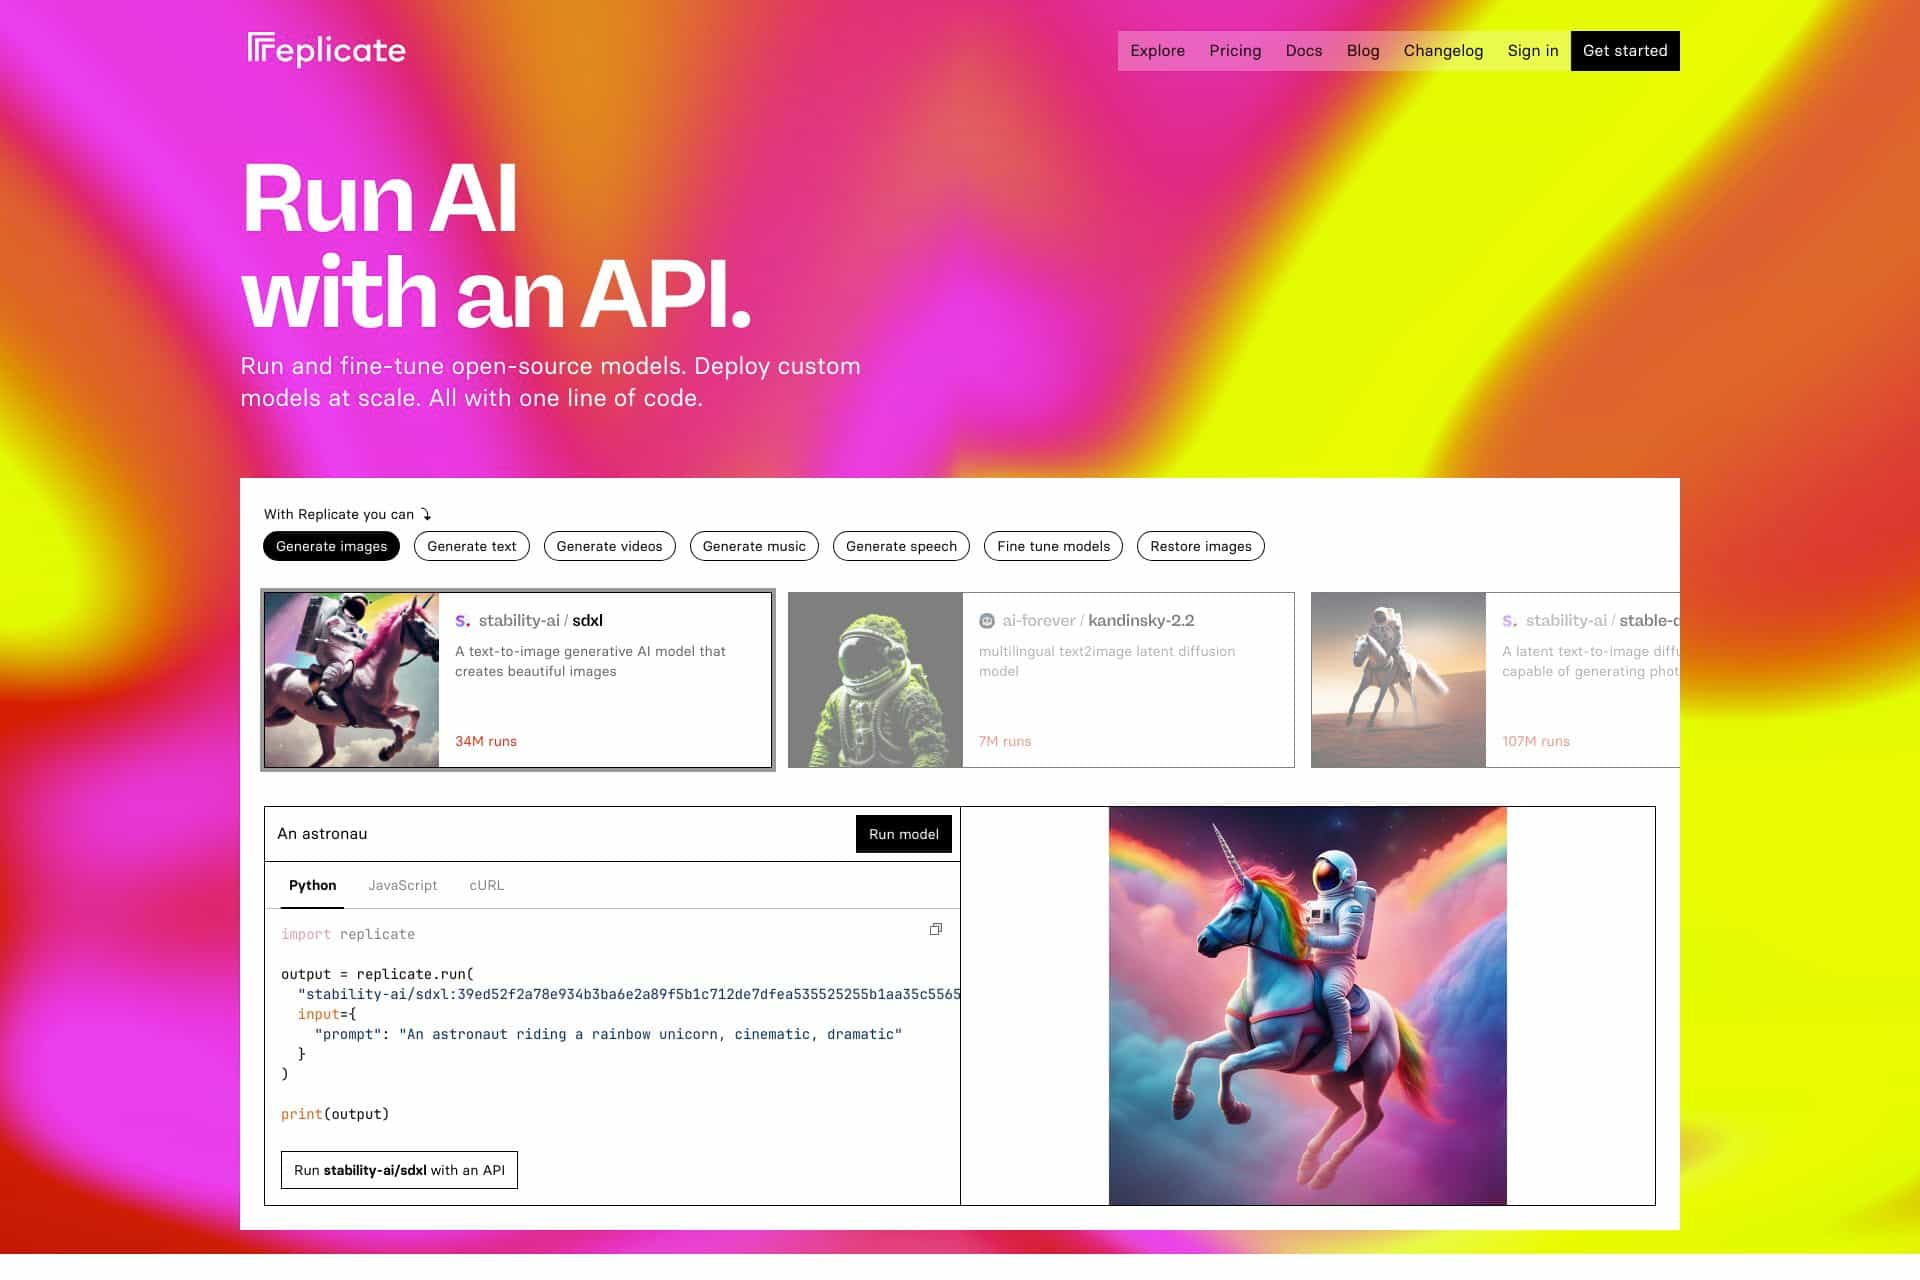 replicate
Explore Pricing Docs Blog Changelog Sign in Get started
Run AI
with an API.
Run and fine-tune open-source models. Deploy custom
models at scale. All with one line of code.
With Replicate you can
Generate images Generate text Generate videos Generate music Generate speech Fine tune models Restore images
stability-ai / sdxl
A text-to-image generative AI model that
creates beautiful images
34M runs
ai-forever / kandinsky-2.2
multilingual text2image latent diffusion
model
7M runs
stability-ai / stable-d
A latent text-to-image diffu
capable of generating phot
107M runs
An astronau
Run model
Python JavaScript cURL
import replicate
output = replicate.run(
"stability-ai/sdxl:39ed52f2a78e934b3ba6e2a89f5b1c712de7dfea535525255b1aa35c5565
input={
"prompt": "An astronaut riding a rainbow unicorn, cinematic, dramatic"
}
)
print(output)
Run stability-ai/sdxl with an API